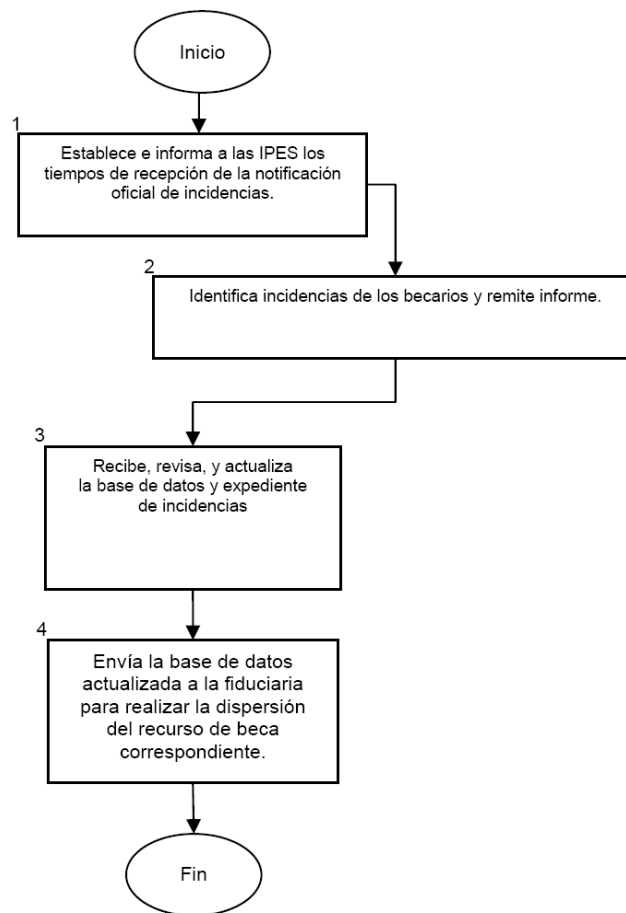 Inicio
1
Establece e informa a las IPES los
tiempos de recepción de la notificación
oficial de incidencias.
2
Identifica incidencias de los becarios y remite informe.
3
Recibe, revisa, y actualiza
la base de datos y expediente
de incidencias
4
Envía la base de datos
actualizada a la fiduciaria
para realizar la dispersión
del recurso de beca
correspondiente.
Fin